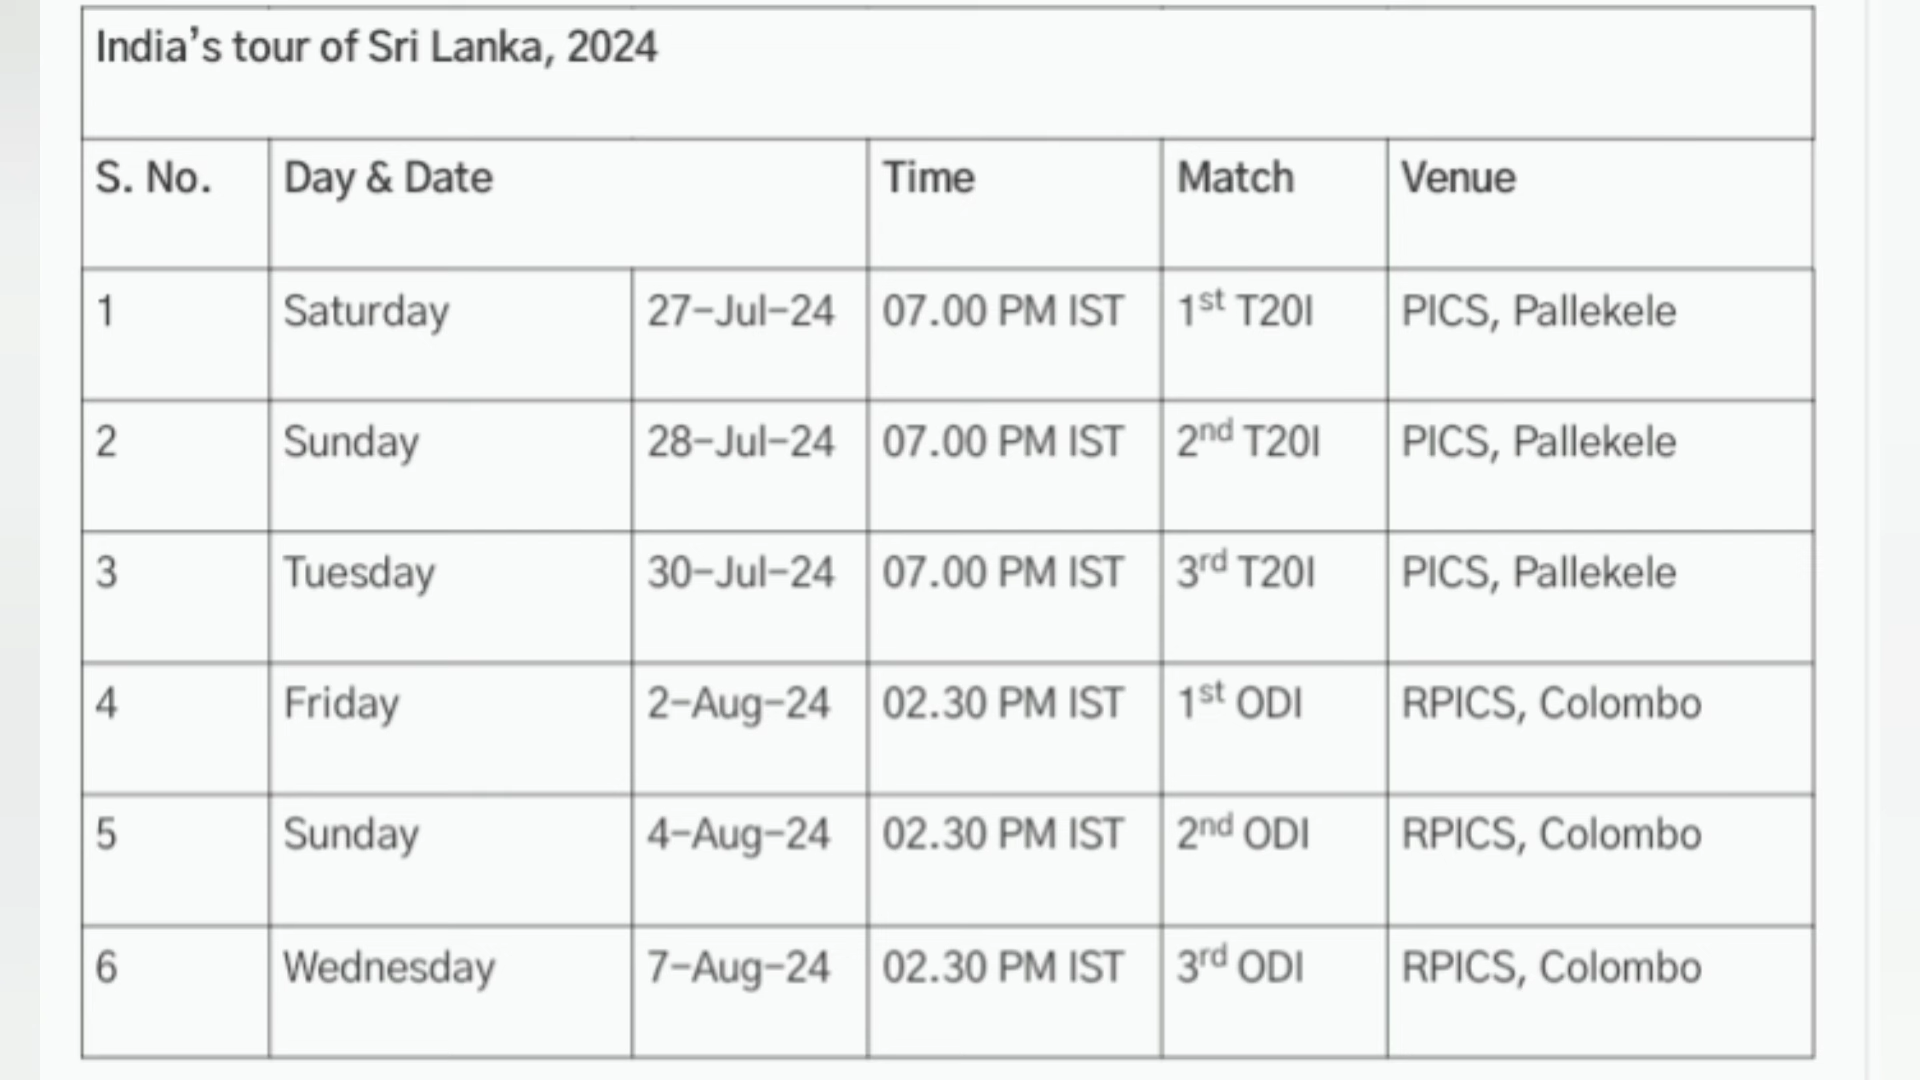 India’s tour of Sri Lanka, 2024
S. No. Day & Date Time Match Venue
1 Saturday 27-Jul-24 07.00 PM IST 1st T20I PICS, Pallekele
2 Sunday 28-Jul-24 07.00 PM IST 2nd T20I PICS, Pallekele
3 Tuesday 30-Jul-24 07.00 PM IST 3rd T20I PICS, Pallekele
4 Friday 2-Aug-24 02.30 PM IST 1st ODI RPICS, Colombo
5 Sunday 4-Aug-24 02.30 PM IST 2nd ODI RPICS, Colombo
6 Wednesday 7-Aug-24 02.30 PM IST 3rd ODI RPICS, Colombo